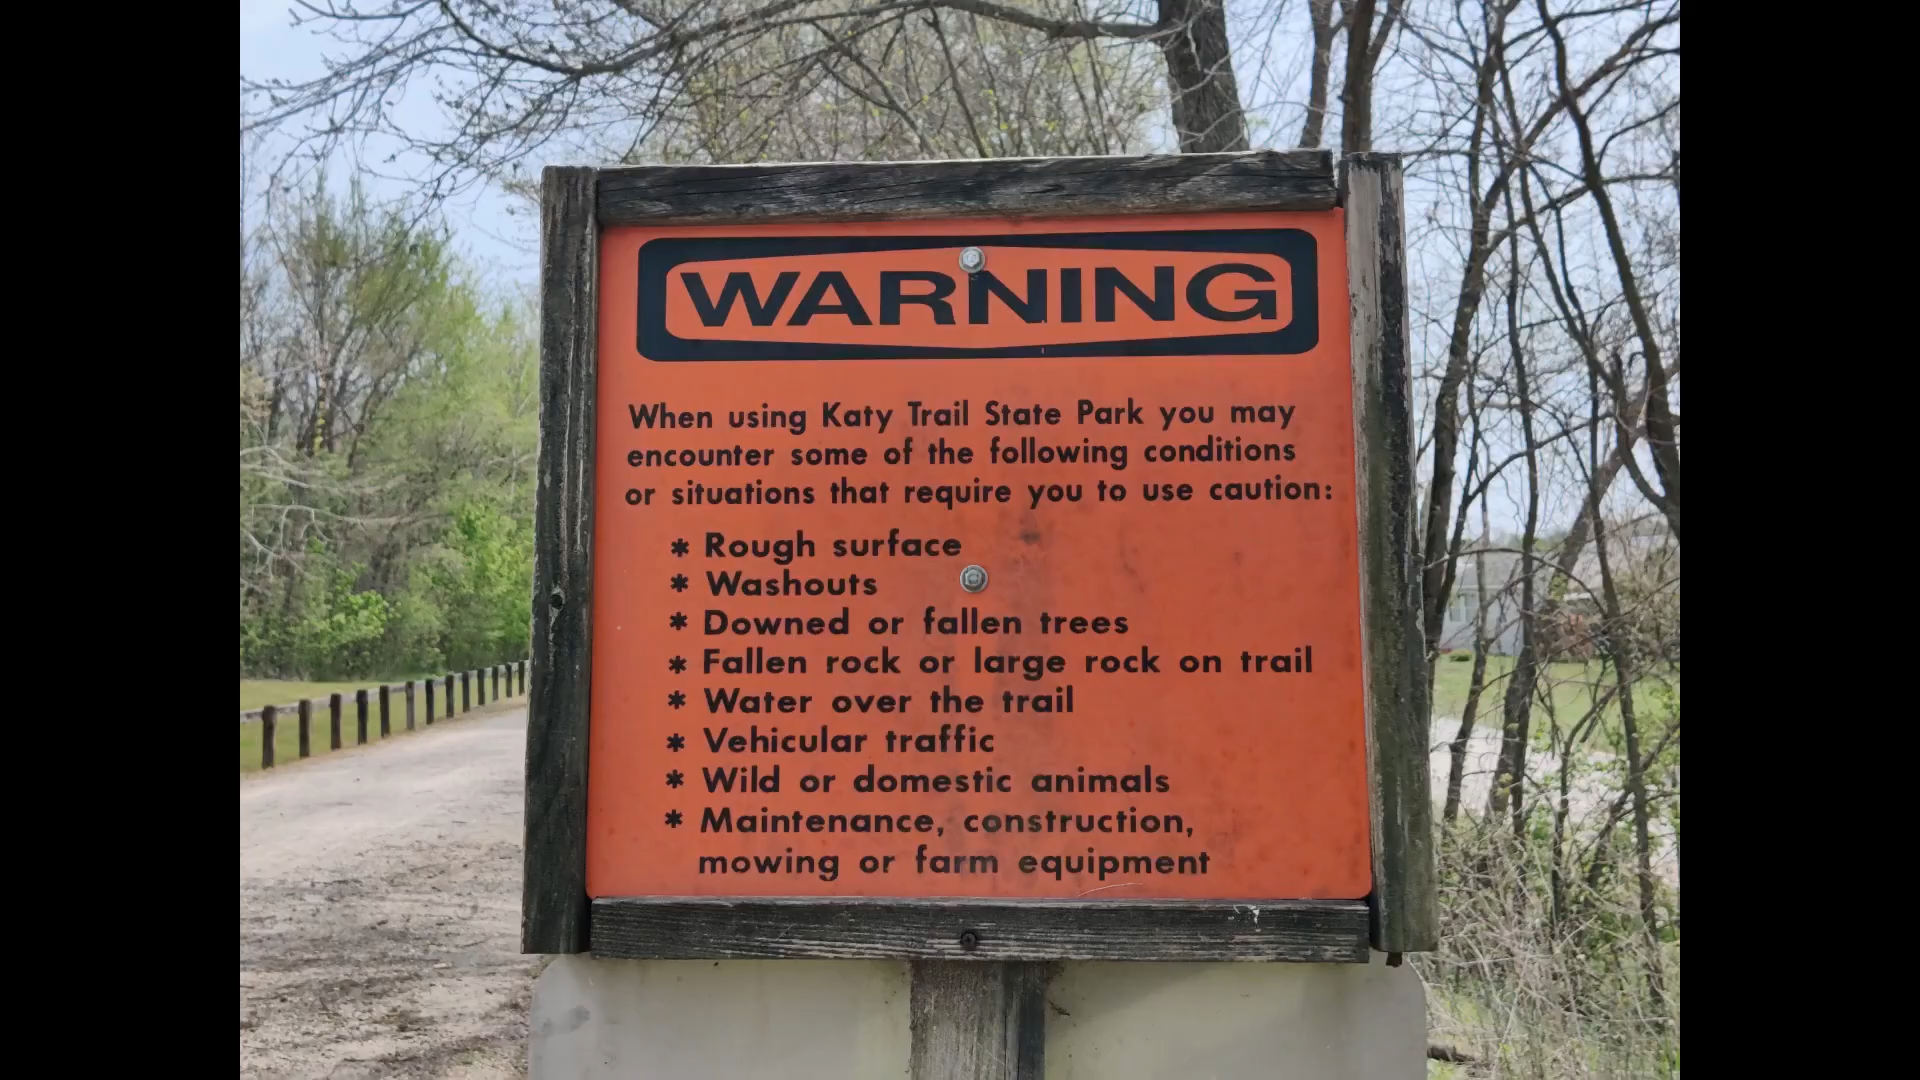 WARNING
When using Katy Trail State Park you may
encounter some of the following conditions
or situations that require you to use caution:
* Rough surface
* Washouts
* Downed or fallen trees
* Fallen rock or large rock on trail
* Water over the trail
* Vehicular traffic
* Wild or domestic animals
* Maintenance, construction,
mowing or farm equipment